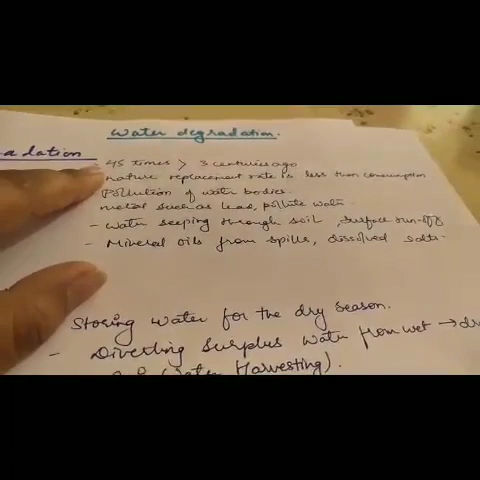 Water degradation.
adation
45 times > 3 centuries ago
nature replacement rate is less than consumption
Pollution of water bodies.
metal such as lead, pollute water.
- Water seeping through soil, surface run-off
- Mineral oils from spills, dissolved salts.
Storing water for the dry season.
- Diverting surplus water from wet → dr
(Water Harvesting).